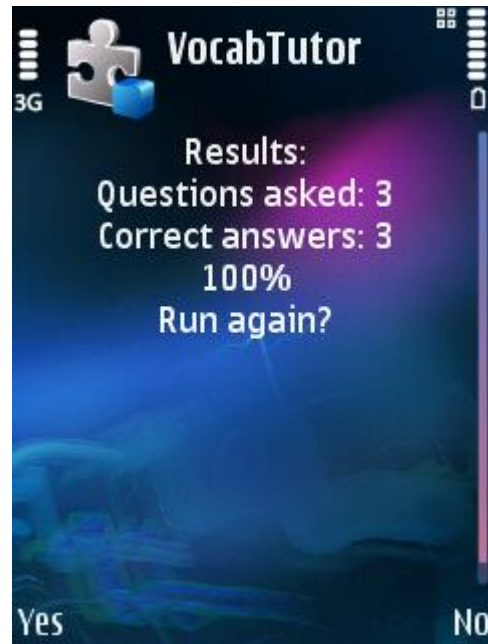 VocabTutor
3G
Results:
Questions asked: 3
Correct answers: 3
100%
Run again?
Yes
No